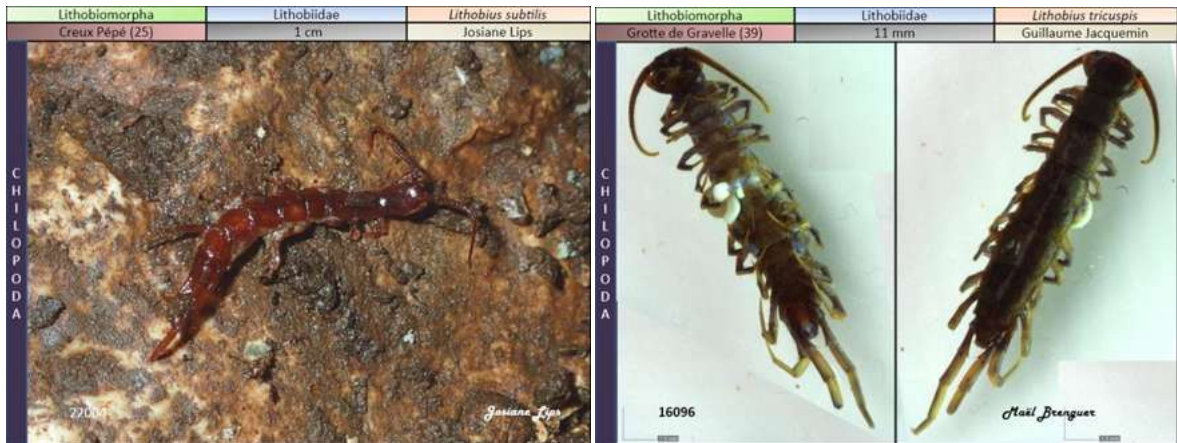 Lithobiomorpha Lithobiidae Lithobius subtilis
Creux Pépé (25) 1 cm Josiane Lips
CHILOPODA
Josiane Lips
Lithobiomorpha Lithobiidae Lithobius tricuspis
Grotte de Gravelle (39) 11 mm Guillaume Jacquemin
CHILOPODA
16096
Maël Brenguer